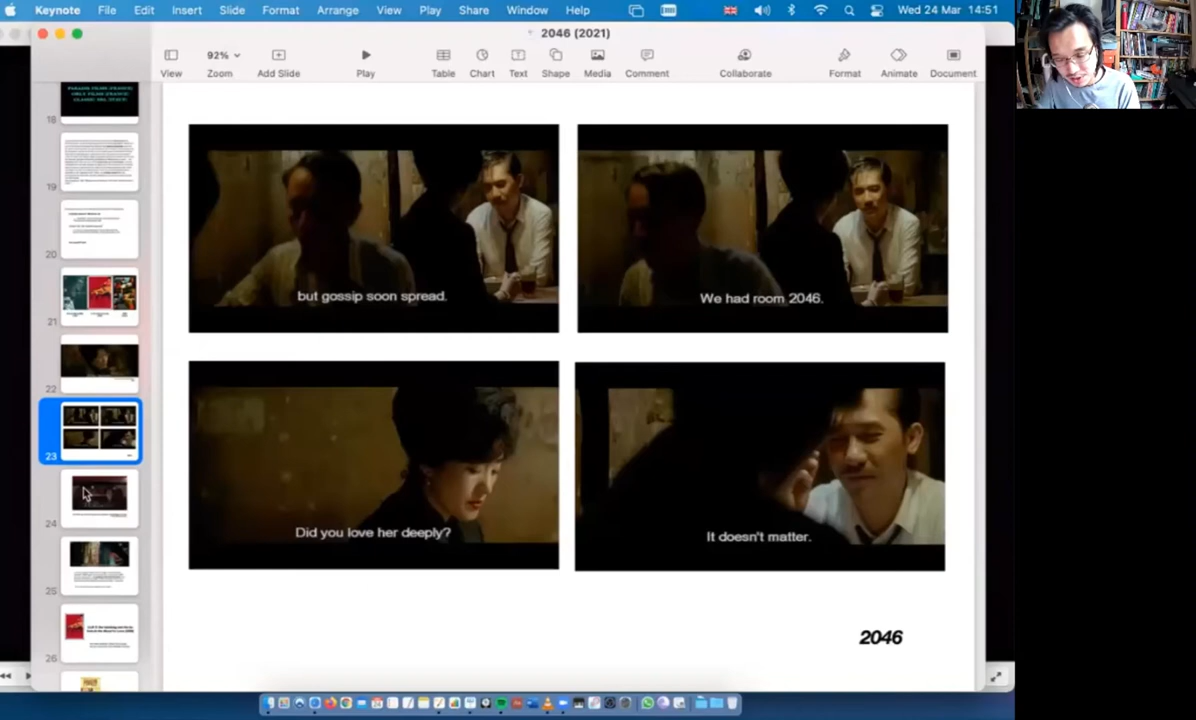 Keynote File Edit Insert Slide Format Arrange View Play Share Window Help Wed 24 Mar 14:51
2046 (2021)
92%
View Zoom Add Slide Play Table Chart Text Shape Media Comment Collaborate Format Animate Document
18
19
20
21
22
23
24
25
26
but gossip soon spread.
We had room 2046.
Did you love her deeply?
It doesn't matter.
2046